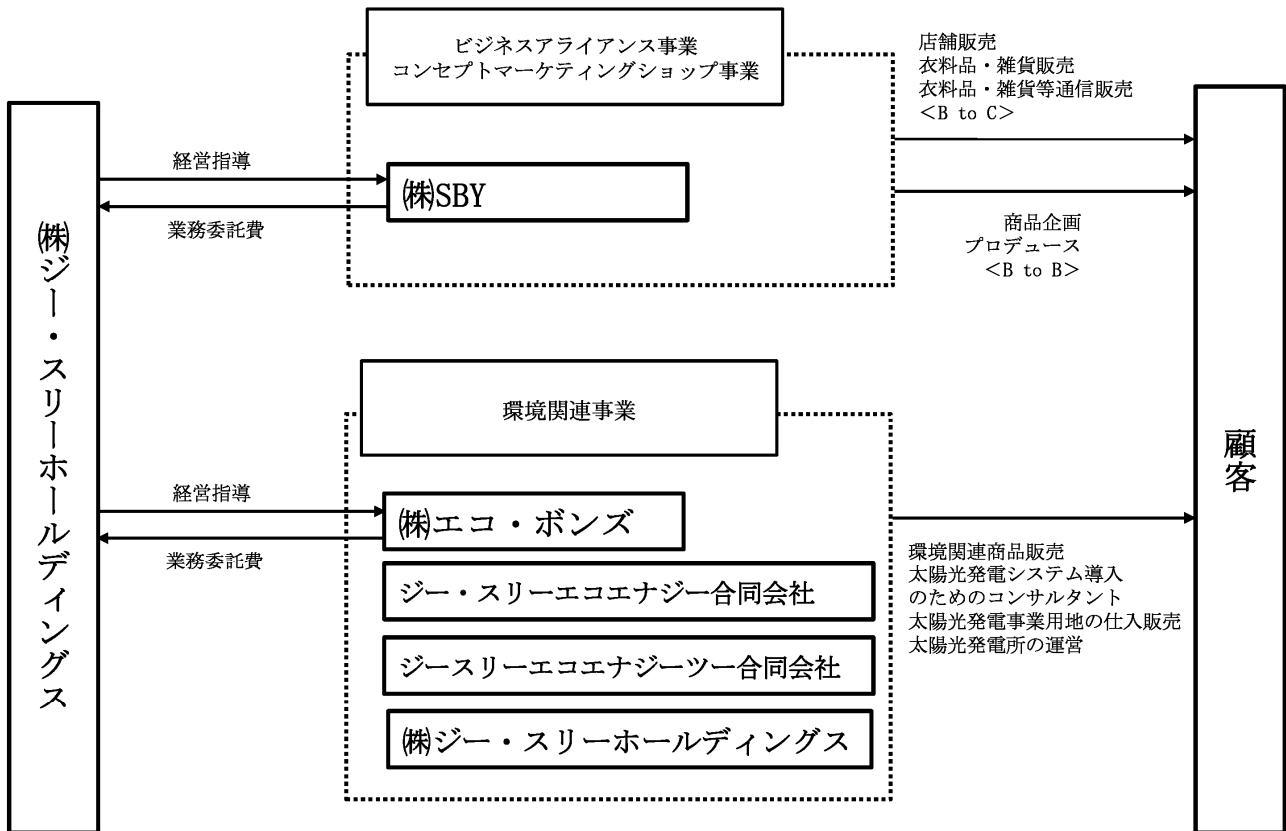 ㈱ジー・スリーホールディングス
ビジネスアライアンス事業
コンセプトマーケティングショップ事業
経営指導
業務委託費
㈱SBY
店舗販売
衣料品・雑貨販売
衣料品・雑貨等通信販売
＜B to C＞
商品企画
プロデュース
＜B to B＞
環境関連事業
経営指導
業務委託費
㈱エコ・ボンズ
ジー・スリーエコエナジー合同会社
ジースリーエコエナジーツー合同会社
㈱ジー・スリーホールディングス
環境関連商品販売
太陽光発電システム導入
のためのコンサルタント
太陽光発電事業用地の仕入販売
太陽光発電所の運営
顧客